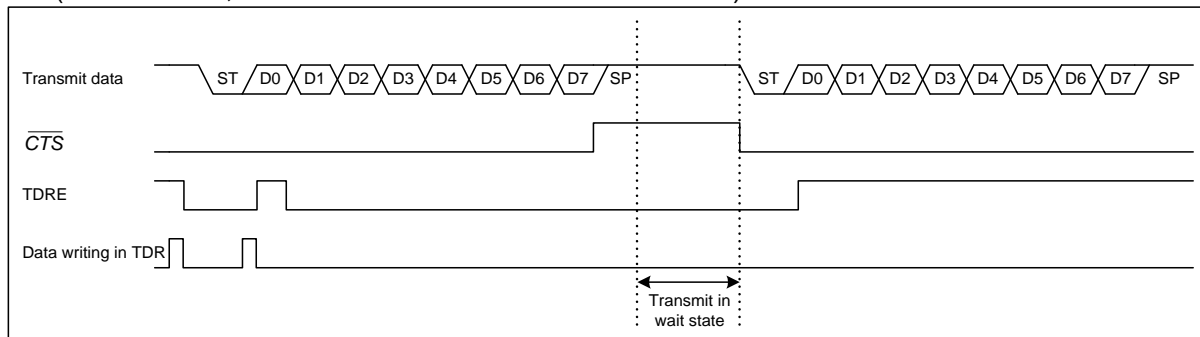 Transmit data
ST D0 D1 D2 D3 D4 D5 D6 D7 SP ST D0 D1 D2 D3 D4 D5 D6 D7 SP
CTS
TDRE
Data writing in TDR
Transmit in
wait state